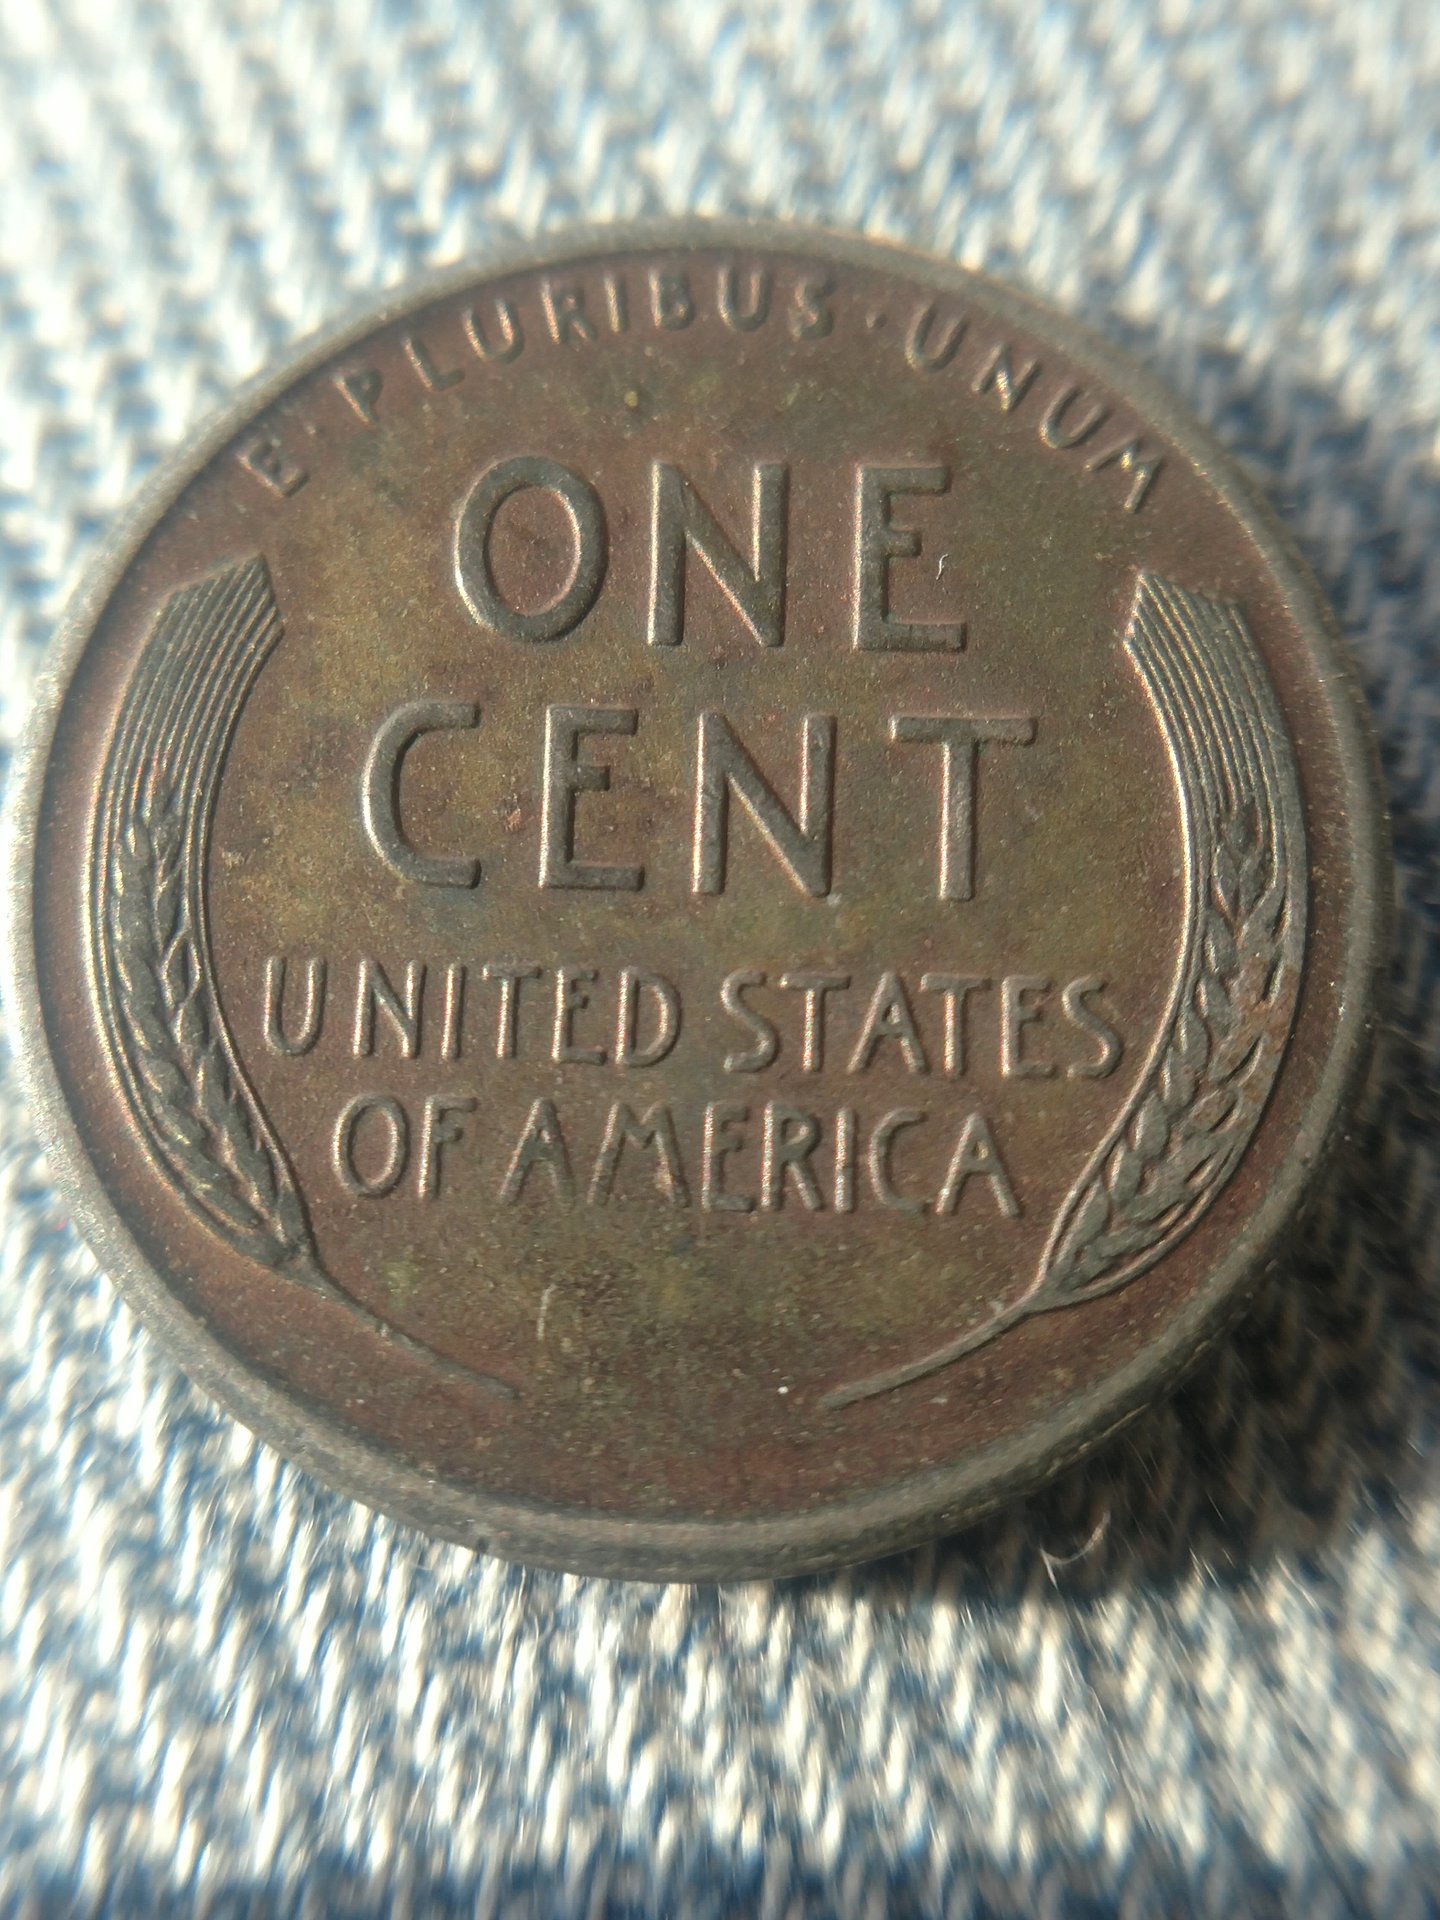 E·PLURIBUS·UNUM
ONE
CENT
UNITED STATES
OF AMERICA